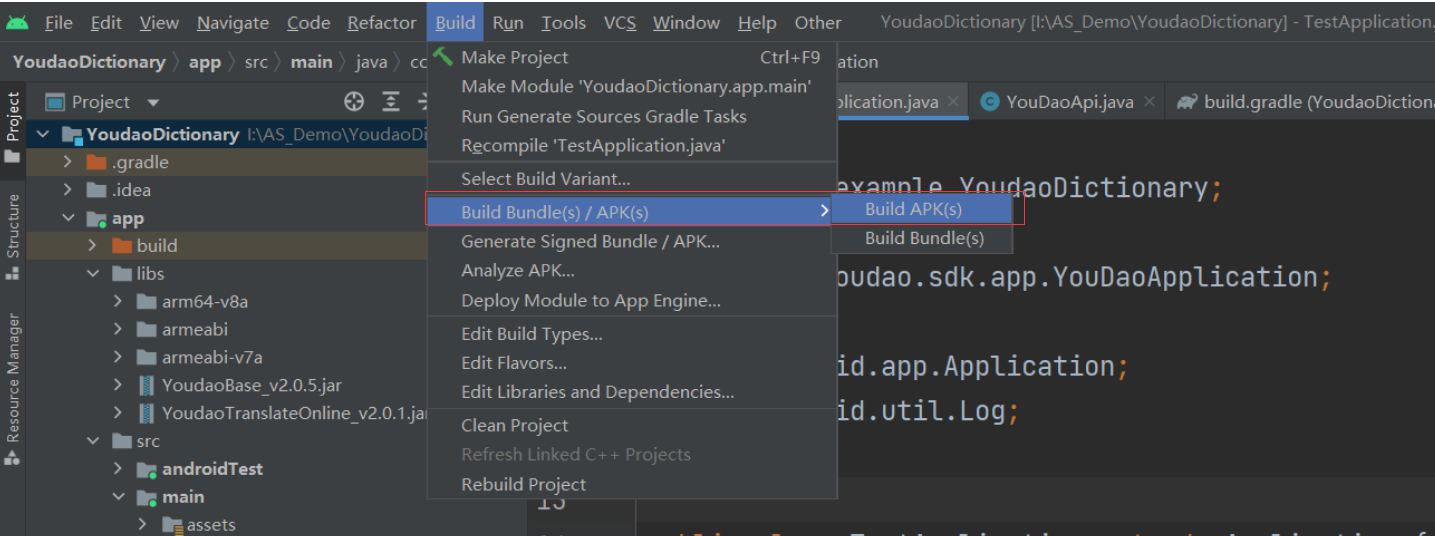 File Edit View Navigate Code Refactor Build Run Tools VCS Window Help Other YoudaoDictionary [I:\AS_Demo\YoudaoDictionary] - TestApplication.
YoudaoDictionary 〉 app 〉 src 〉 main 〉 java 〉 cc
ation
Project
plication.java × C YouDaoApi.java × build.gradle (YoudaoDictiona
YoudaoDictionary I:\AS_Demo\YoudaoDi
.gradle
.idea
app
build
libs
arm64-v8a
armeabi
armeabi-v7a
YoudaoBase_v2.0.5.jar
YoudaoTranslateOnline_v2.0.1.jar
src
androidTest
main
assets
Project
Structure
Resource Manager
Make Project Ctrl+F9
Make Module 'YoudaoDictionary.app.main'
Run Generate Sources Gradle Tasks
Recompile 'TestApplication.java'
Select Build Variant...
Build Bundle(s) / APK(s)
Generate Signed Bundle / APK...
Analyze APK...
Deploy Module to App Engine...
Edit Build Types...
Edit Flavors...
Edit Libraries and Dependencies...
Clean Project
Refresh Linked C++ Projects
Rebuild Project
Build APK(s)
Build Bundle(s)
example.YoudaoDictionary;
oudao.sdk.app.YouDaoApplication;
id.app.Application;
id.util.Log;
13